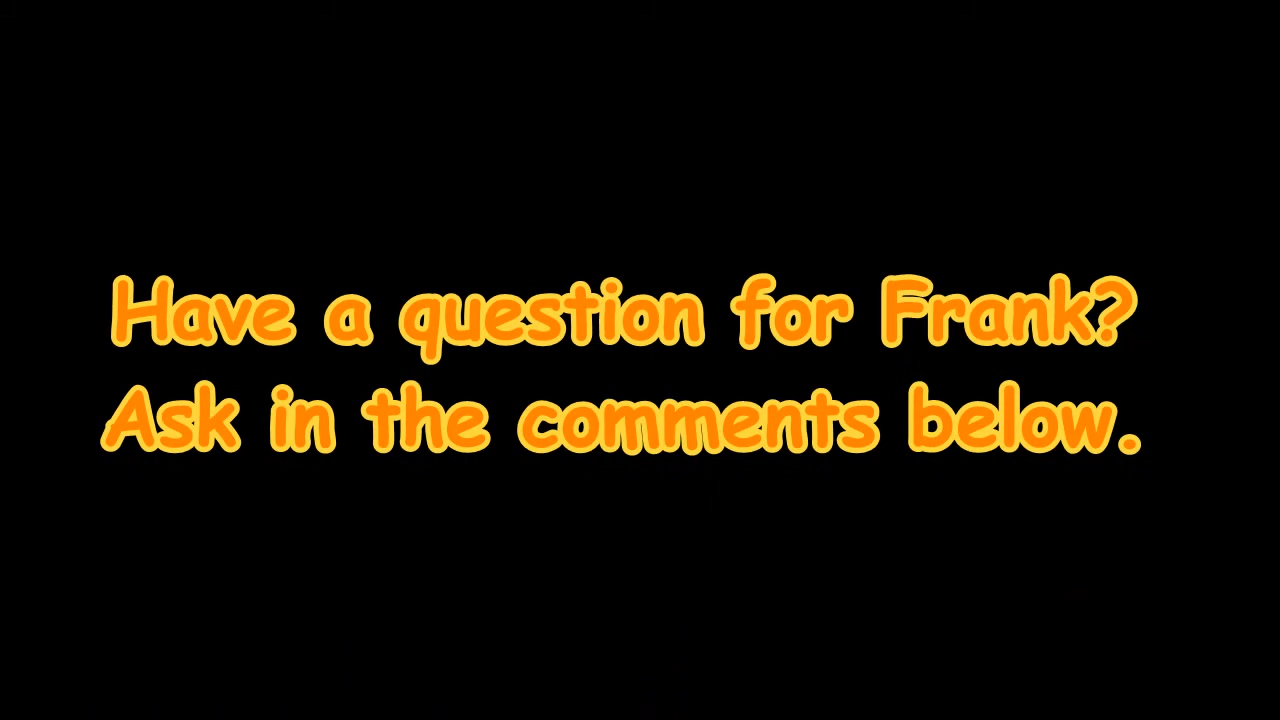 Have a question for Frank?
Ask in the comments below.